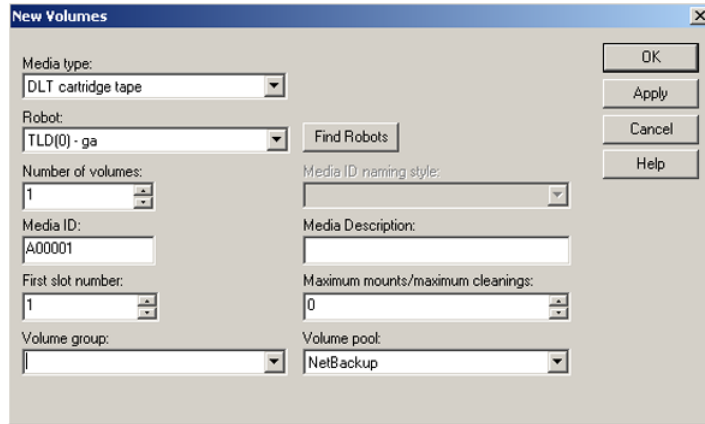 New Volumes
Media type:
DLT cartridge tape
Robot:
TLD(0) - ga
Find Robots
Number of volumes:
Media ID naming style:
1
Media ID:
Media Description:
A00001
First slot number:
Maximum mounts/maximum cleanings:
1
0
Volume group:
Volume pool:
NetBackup
OK
Apply
Cancel
Help